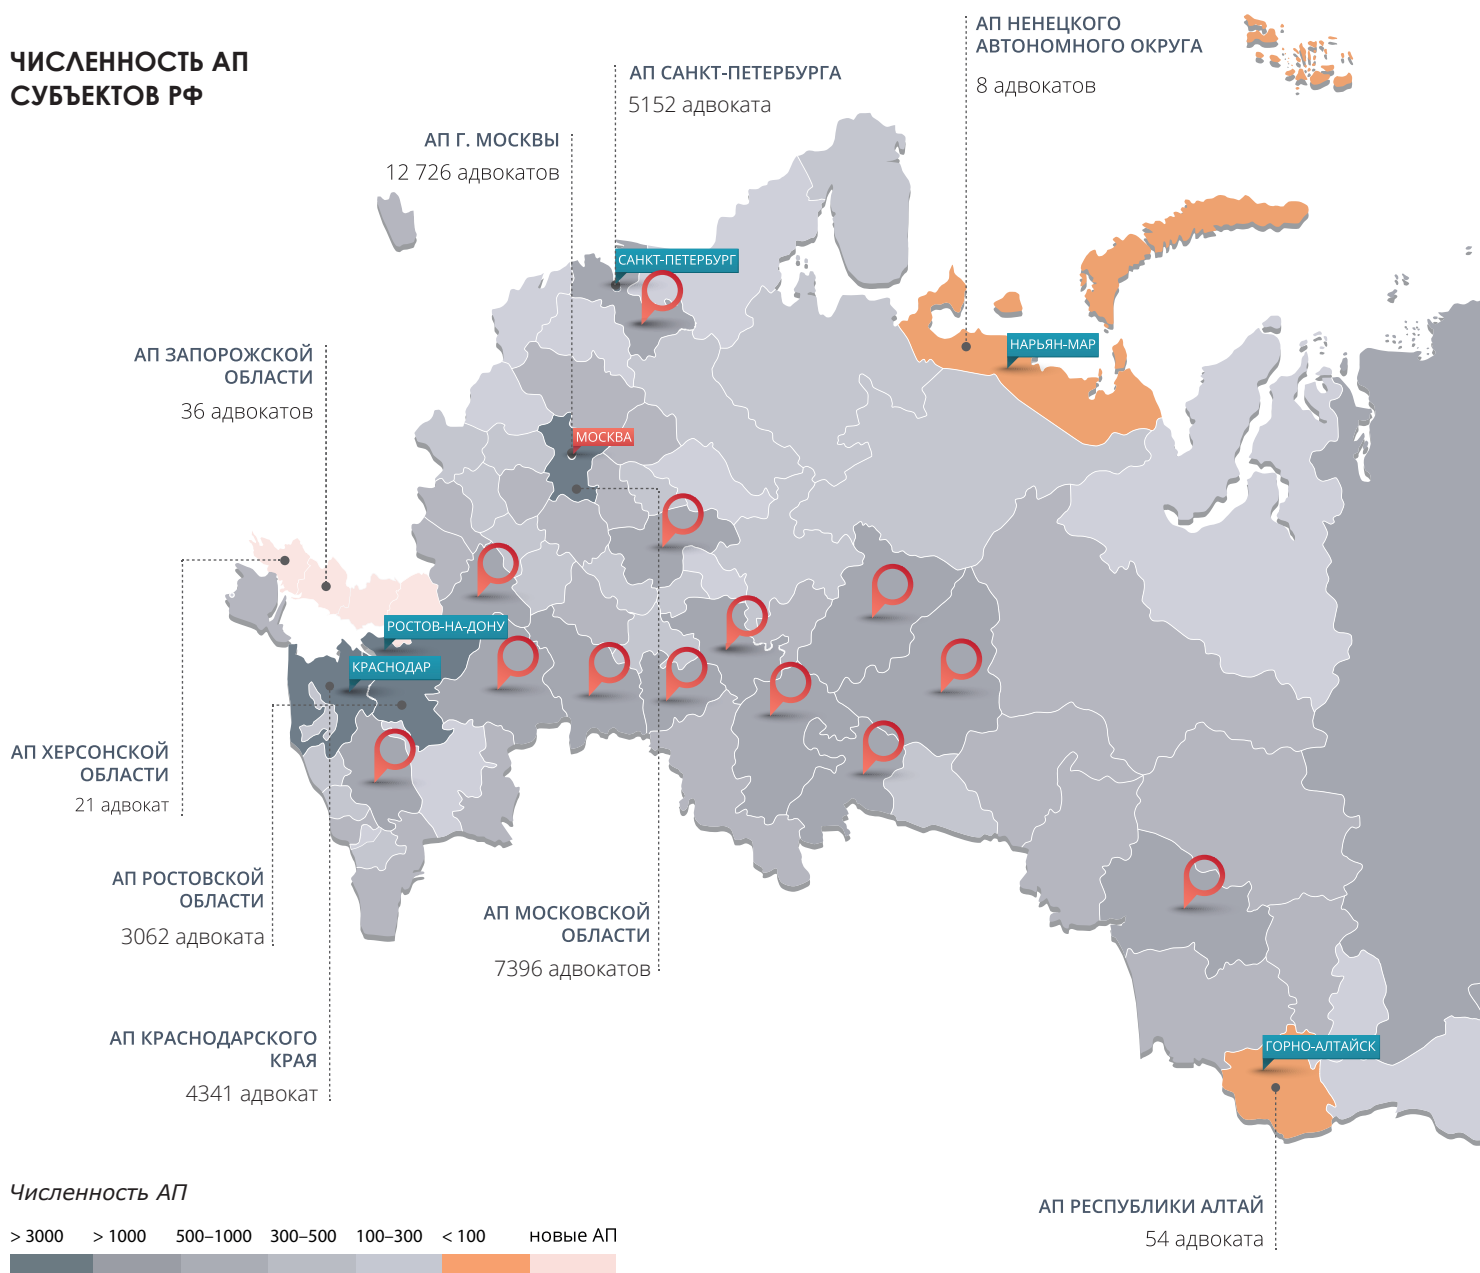 ЧИСЛЕННОСТЬ АП
СУБЪЕКТОВ РФ
АП НЕНЕЦКОГО
АВТОНОМНОГО ОКРУГА
8 адвокатов
АП САНКТ-ПЕТЕРБУРГА
5152 адвоката
АП Г. МОСКВЫ
12 726 адвокатов
САНКТ-ПЕТЕРБУРГ
НАРЬЯН-МАР
АП ЗАПОРОЖСКОЙ
ОБЛАСТИ
36 адвокатов
МОСКВА
РОСТОВ-НА-ДОНУ
КРАСНОДАР
АП ХЕРСОНСКОЙ
ОБЛАСТИ
21 адвокат
АП РОСТОВСКОЙ
ОБЛАСТИ
3062 адвоката
АП МОСКОВСКОЙ
ОБЛАСТИ
7396 адвокатов
АП КРАСНОДАРСКОГО
КРАЯ
4341 адвокат
ГОРНО-АЛТАЙСК
АП РЕСПУБЛИКИ АЛТАЙ
54 адвоката
Численность АП
> 3000 > 1000 500–1000 300–500 100–300 < 100 новые АП